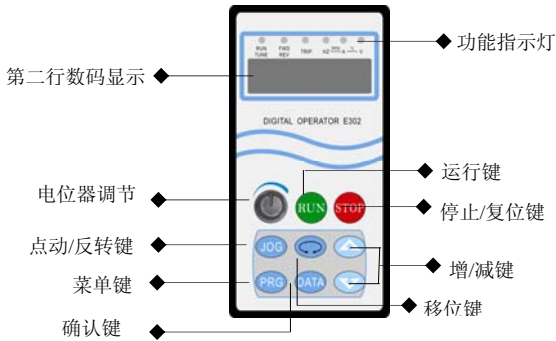 功能指示灯
RUN TUNE
FWD REV
TRIP
HZ
A
V
第二行数码显示
DIGITAL OPERATOR E302
运行键
电位器调节
RUN
STOP
停止/复位键
点动/反转键
JOG
增/减键
菜单键
PRG
DATA
移位键
确认键